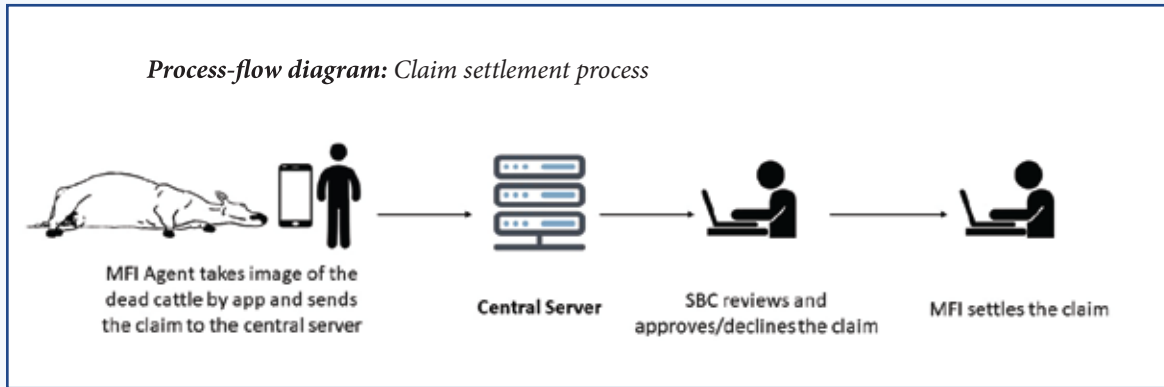 Process-flow diagram: Claim settlement process
MFI Agent takes image of the
dead cattle by app and sends
the claim to the central server
Central Server
SBC reviews and
approves/declines the claim
MFI settles the claim